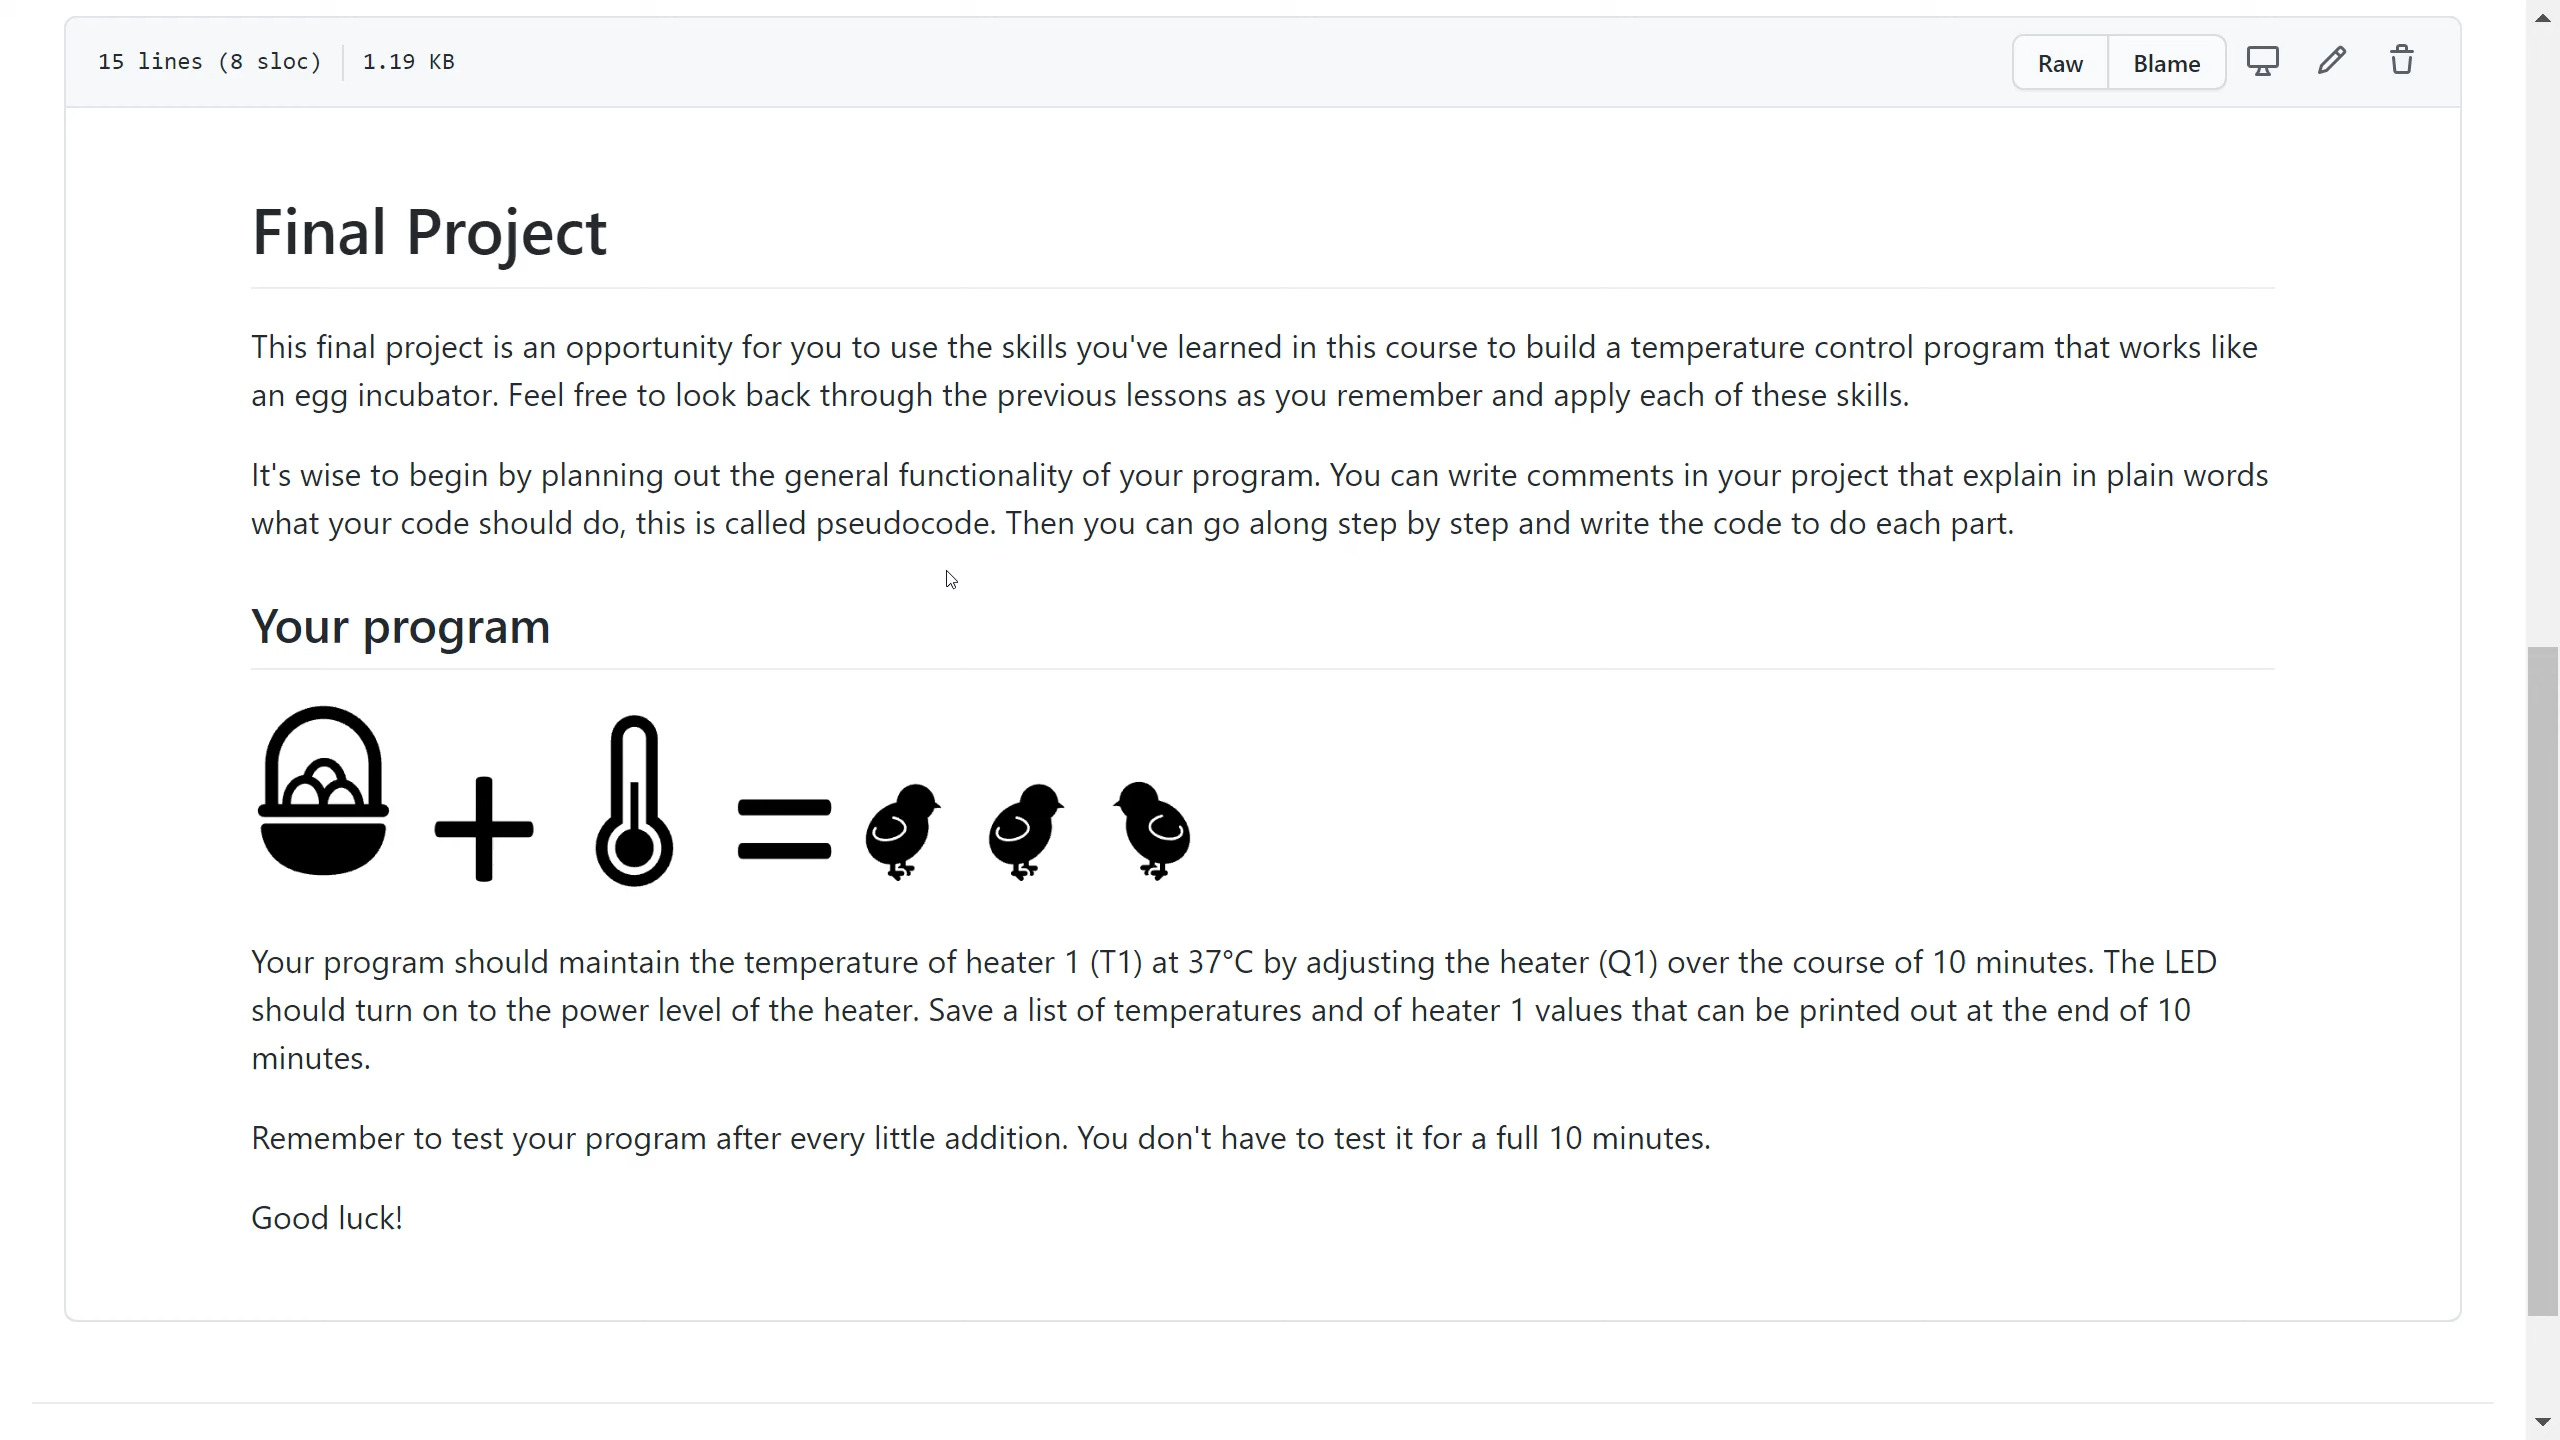 15 lines (8 sloc) 1.19 KB
Raw Blame
Final Project
This final project is an opportunity for you to use the skills you've learned in this course to build a temperature control program that works like
an egg incubator. Feel free to look back through the previous lessons as you remember and apply each of these skills.
It's wise to begin by planning out the general functionality of your program. You can write comments in your project that explain in plain words
what your code should do, this is called pseudocode. Then you can go along step by step and write the code to do each part.
Your program
Your program should maintain the temperature of heater 1 (T1) at 37°C by adjusting the heater (Q1) over the course of 10 minutes. The LED
should turn on to the power level of the heater. Save a list of temperatures and of heater 1 values that can be printed out at the end of 10
minutes.
Remember to test your program after every little addition. You don't have to test it for a full 10 minutes.
Good luck!